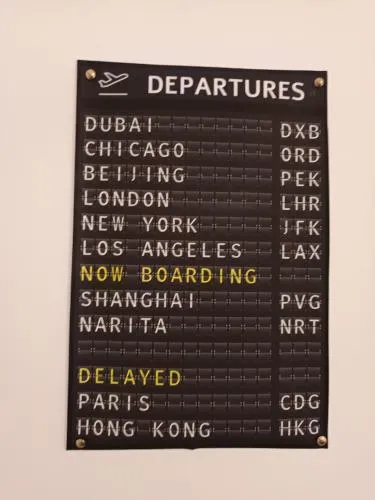 DEPARTURES
DUBAI DXB
CHICAGO ORD
BEIJING PEK
LONDON LHR
NEW YORK JFK
LOS ANGELES LAX
NOW BOARDING
SHANGHAI PVG
NARITA NRT
DELAYED
PARIS CDG
HONG KONG HKG